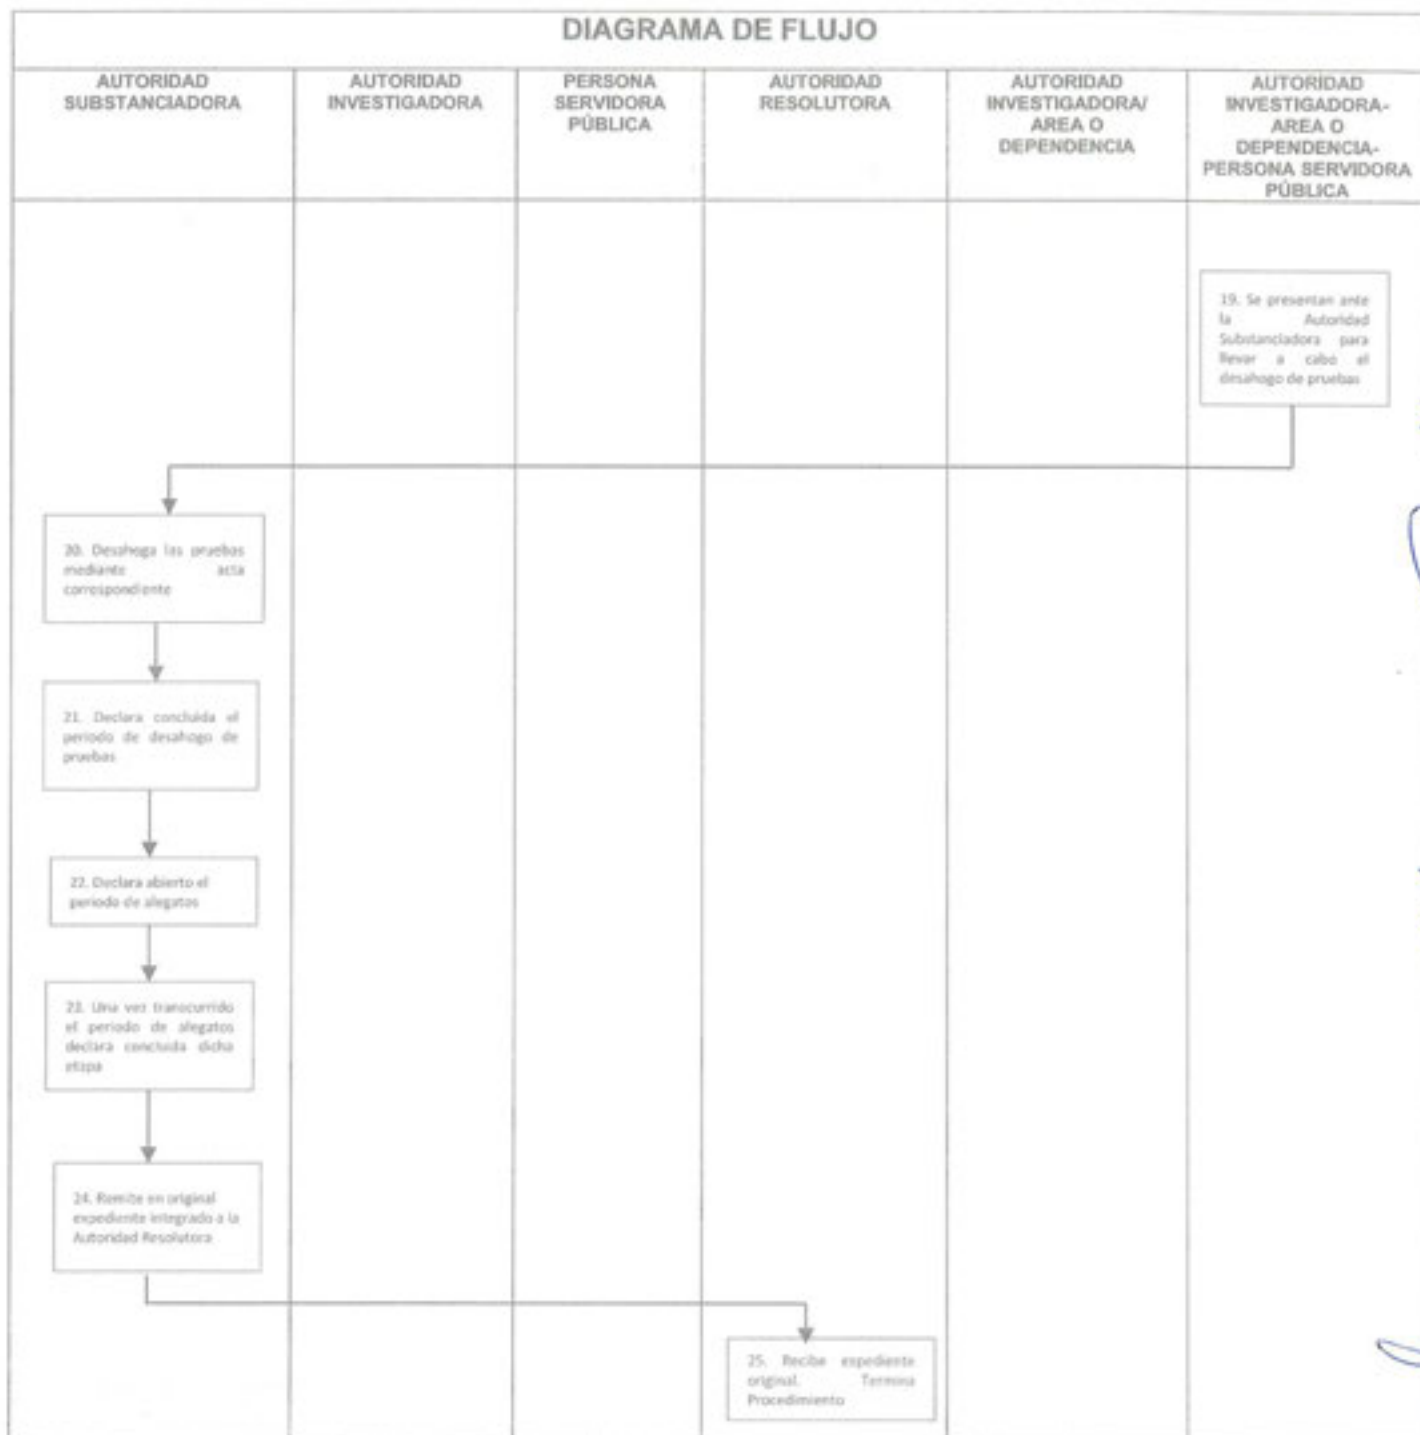 DIAGRAMA DE FLUJO
AUTORIDAD
SUBSTANCIADORA
AUTORIDAD
INVESTIGADORA
PERSONA
SERVIDORA
PÚBLICA
AUTORIDAD
RESOLUTORA
AUTORIDAD
INVESTIGADORA/
AREA O
DEPENDENCIA
AUTORIDAD
INVESTIGADORA-
AREA O
DEPENDENCIA-
PERSONA SERVIDORA
PÚBLICA
19. Se presentan ante
la Autoridad
Substanciadora para
llevar a cabo el
desahogo de pruebas
20. Desahoga las pruebas
mediante acta
correspondiente
21. Declara concluida el
periodo de desahogo de
pruebas
22. Declara abierto el
periodo de alegatos
23. Una vez transcurrido
el periodo de alegatos
declara concluida dicha
etapa
24. Remite en original
expediente integrado a la
Autoridad Resolutora
25. Recibe expediente
original. Termina
Procedimiento